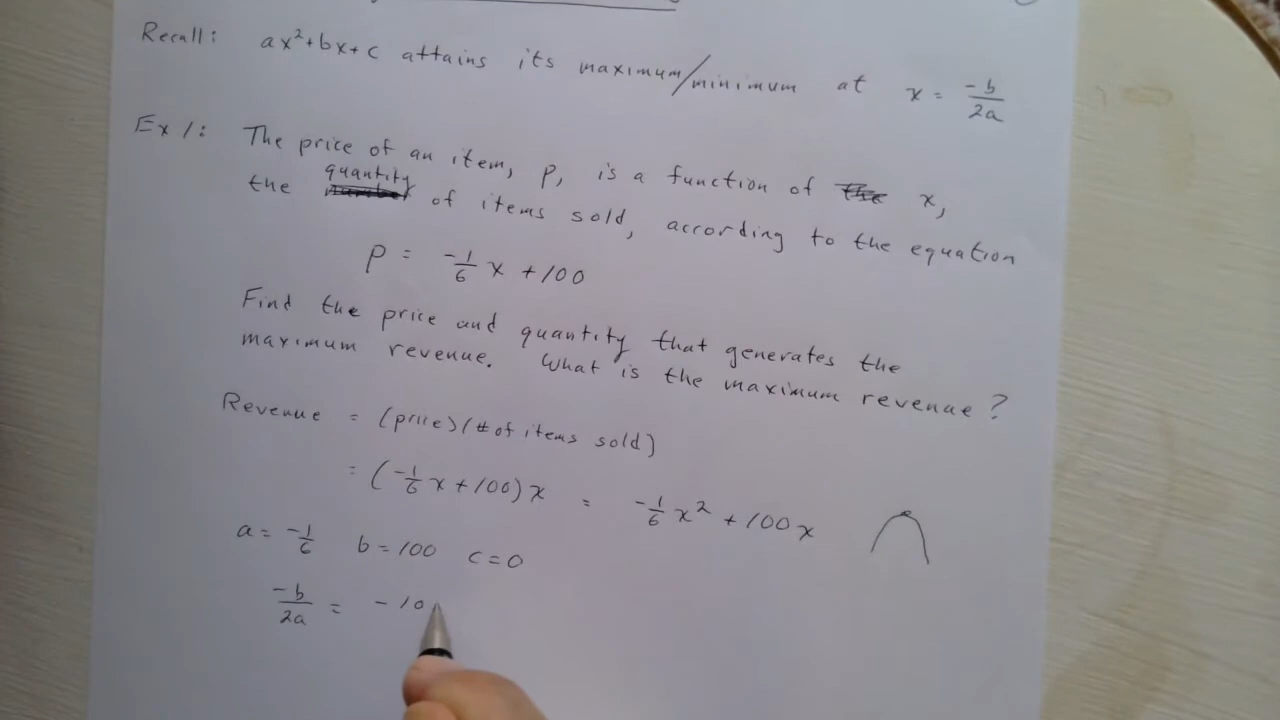 Recall: ax²+bx+c attains its maximum/minimum at x = -b/2a
Ex 1: The price of an item, p, is a function of the x,
the quantity of items sold, according to the equation
p = -1/6 x + 100
Find the price and quantity that generates the
maximum revenue. What is the maximum revenue?
Revenue = (price)(# of items sold)
= (-1/6 x + 100) x = -1/6 x² + 100 x
a = -1/6 b = 100 c = 0
-b/2a = - 10